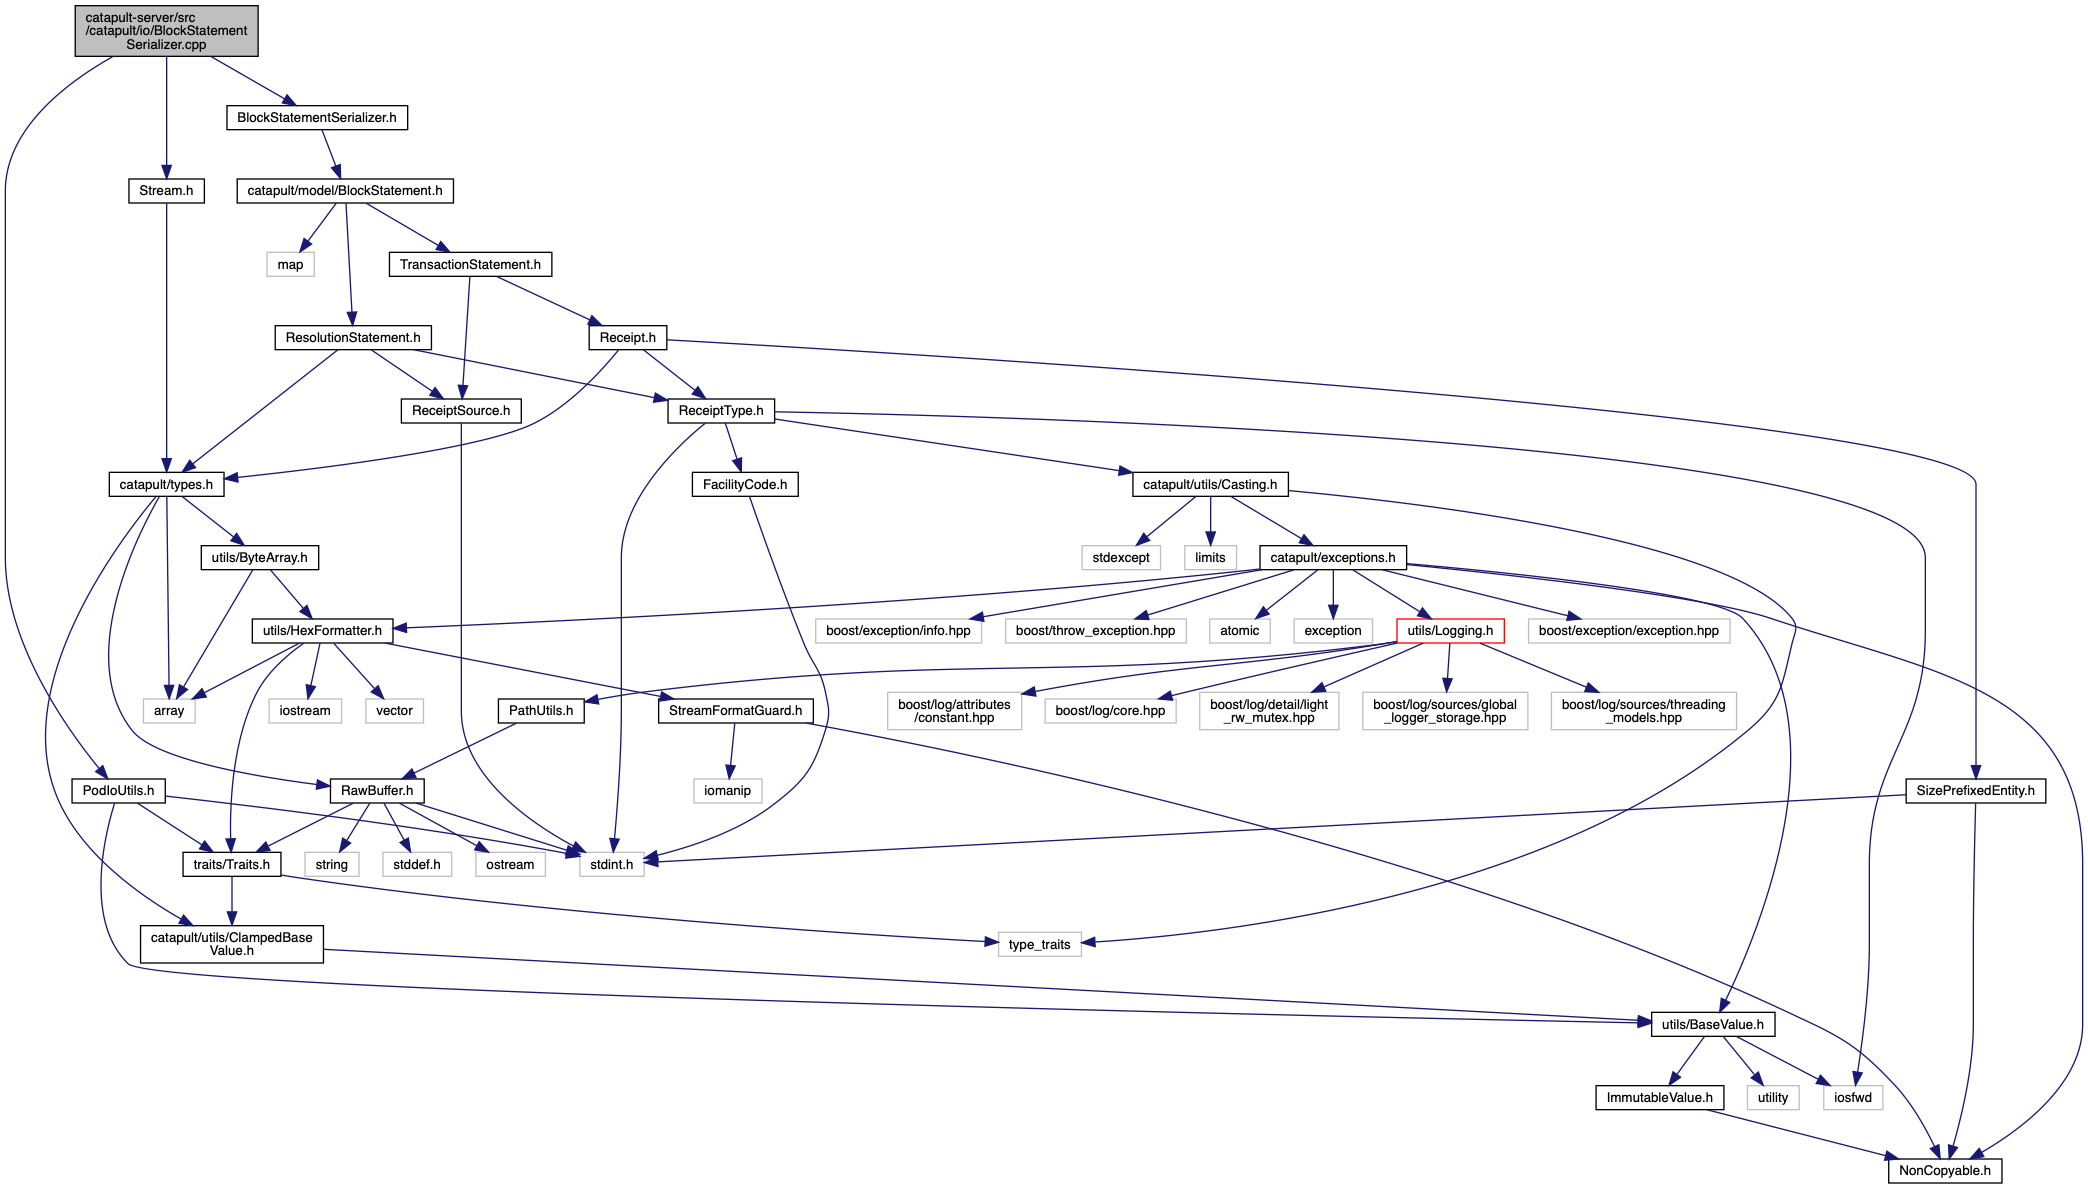 catapult-server/src
/catapult/io/BlockStatement
Serializer.cpp
BlockStatementSerializer.h
Stream.h
catapult/model/BlockStatement.h
map
TransactionStatement.h
ResolutionStatement.h
Receipt.h
ReceiptSource.h
ReceiptType.h
catapult/types.h
FacilityCode.h
catapult/utils/Casting.h
utils/ByteArray.h
stdexcept
limits
catapult/exceptions.h
utils/HexFormatter.h
boost/exception/info.hpp
boost/throw_exception.hpp
atomic
exception
utils/Logging.h
boost/exception/exception.hpp
array
iostream
vector
PathUtils.h
StreamFormatGuard.h
boost/log/attributes
/constant.hpp
boost/log/core.hpp
boost/log/detail/light
_rw_mutex.hpp
boost/log/sources/global
_logger_storage.hpp
boost/log/sources/threading
_models.hpp
PodIoUtils.h
RawBuffer.h
iomanip
SizePrefixedEntity.h
traits/Traits.h
string
stddef.h
ostream
stdint.h
catapult/utils/ClampedBase
Value.h
type_traits
utils/BaseValue.h
ImmutableValue.h
utility
iosfwd
NonCopyable.h